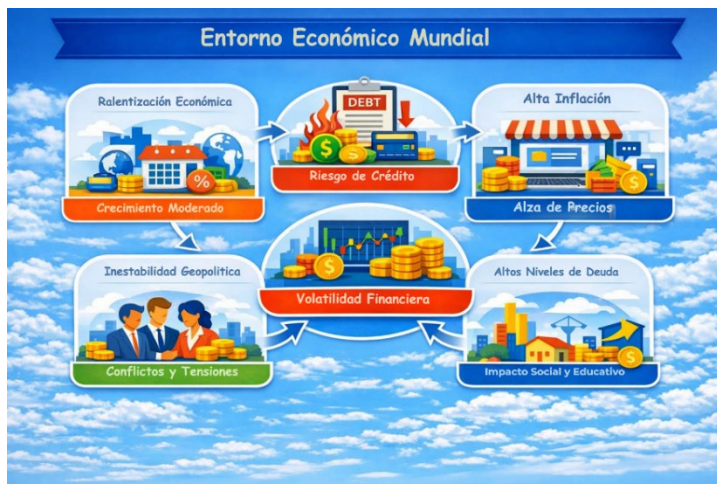 Entorno Económico Mundial
Ralentización Económica
Crecimiento Moderado
%
$
DEBT
$
Riesgo de Crédito
Alta Inflación
$
Alza de Precios
Inestabilidad Geopolitica
Conflictos y Tensiones
$
Volatilidad Financiera
Altos Niveles de Deuda
$
Impacto Social y Educativo